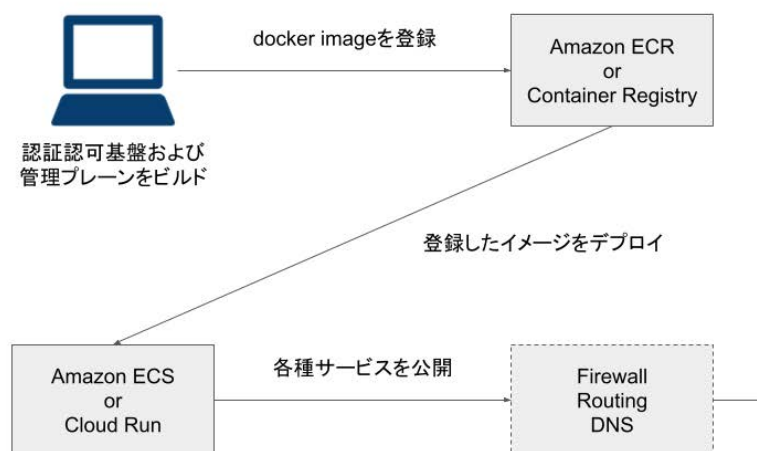 docker imageを登録
Amazon ECR
or
Container Registry
認証認可基盤および
管理プレーンをビルド
登録したイメージをデプロイ
Amazon ECS
or
Cloud Run
各種サービスを公開
Firewall
Routing
DNS